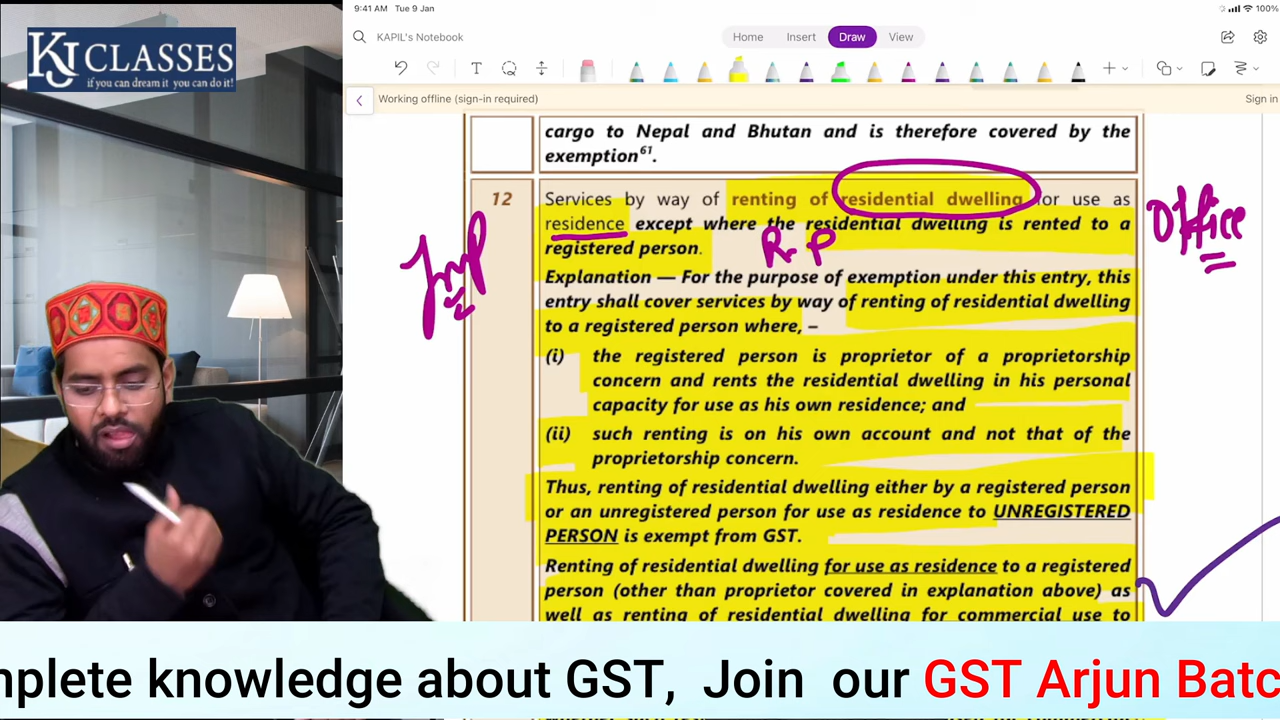 KJ CLASSES
if you can dream it you can do it!
9:41 AM Tue 9 Jan
100%
KAPIL's Notebook
Home Insert Draw View
Working offline (sign-in required)
Sign in
cargo to Nepal and Bhutan and is therefore covered by the
exemption61.
12
Services by way of renting of residential dwelling for use as
residence except where the residential dwelling is rented to a
registered person.
R. P
Office
Imp
Explanation — For the purpose of exemption under this entry, this
entry shall cover services by way of renting of residential dwelling
to a registered person where, –
(i) the registered person is proprietor of a proprietorship
concern and rents the residential dwelling in his personal
capacity for use as his own residence; and
(ii) such renting is on his own account and not that of the
proprietorship concern.
Thus, renting of residential dwelling either by a registered person
or an unregistered person for use as residence to UNREGISTERED
PERSON is exempt from GST.
Renting of residential dwelling for use as residence to a registered
person (other than proprietor covered in explanation above) as
well as renting of residential dwelling for commercial use to
mplete knowledge about GST, Join our GST Arjun Batc